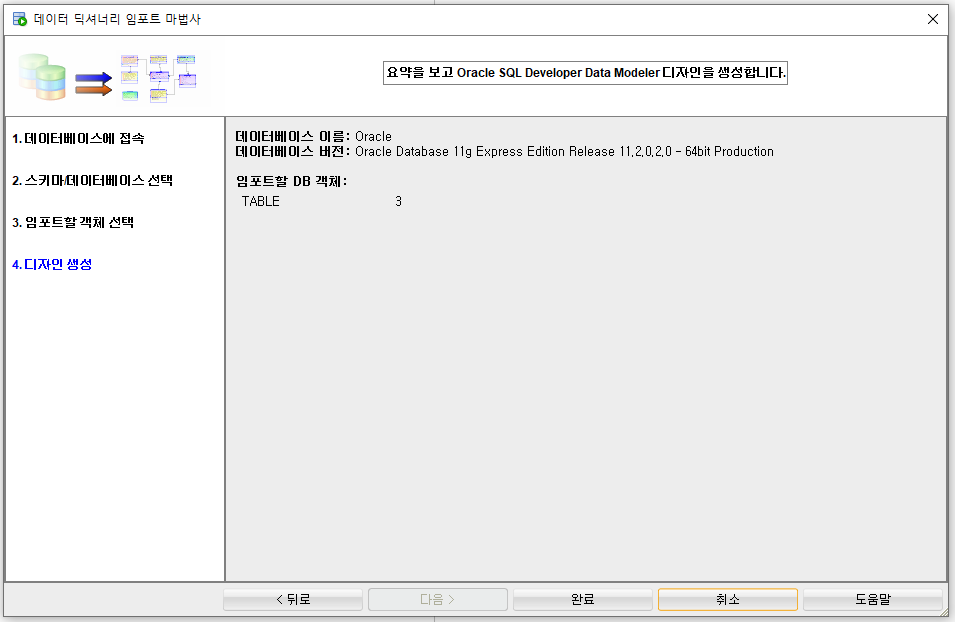 데이터 딕셔너리 임포트 마법사
요약을 보고 Oracle SQL Developer Data Modeler 디자인을 생성합니다.
1. 데이터베이스에 접속
2. 스키마/데이터베이스 선택
3. 임포트할 객체 선택
4. 디자인 생성
데이터베이스 이름: Oracle
데이터베이스 버전: Oracle Database 11g Express Edition Release 11.2.0.2.0 - 64bit Production
임포트할 DB 객체:
TABLE 3
< 뒤로 다음 > 완료 취소 도움말